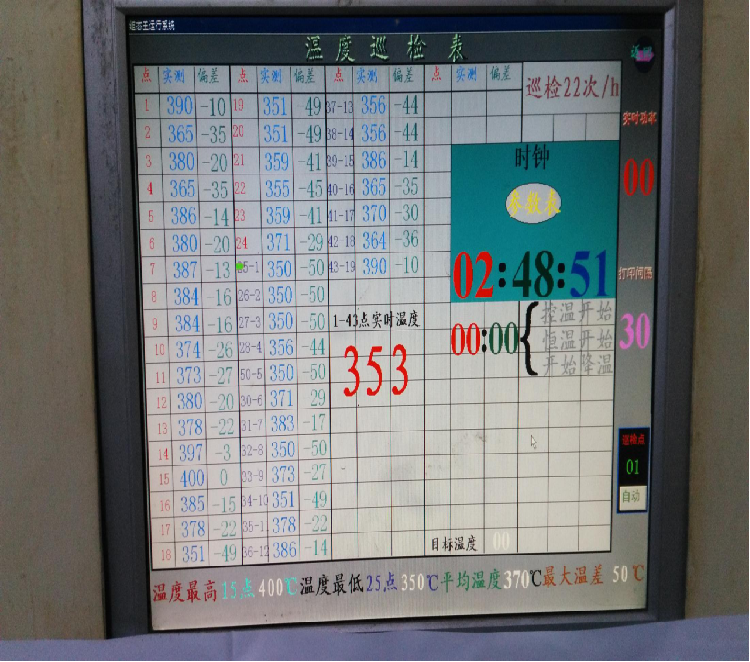 组态王运行系统
温度巡检表
返回
点 实测 偏差 点 实测 偏差 点 实测 偏差 点 实测 偏差
巡检22次/h
1 390 -10 19 351 -49 37-13 356 -44
2 365 -35 20 351 -49 38-14 356 -44
实时功率
3 380 -20 21 359 -41 39-15 386 -14
时钟
4 365 -35 22 355 -45 40-16 365 -35
00
5 386 -14 23 359 -41 41-17 370 -30
参数表
6 380 -20 24 371 -29 42-18 364 -36
7 387 -13 25-1 350 -50 43-19 390 -10
02:48:51
打印间隔
8 384 -16 26-2 350 -50
9 384 -16 27-3 350 -50 1-43点实时温度
控温开始
00:00 恒温开始
30
10 374 -26 28-4 356 -44
开始降温
353
11 373 -27 350 -50
12 380 -20 30-6 371 29
13 378 -22 31-7 383 -17
巡检点
14 397 -3 32-8 350 -50
01
15 400 0 33-9 373 -27
自动
16 385 -15 34-10 351 -49
17 378 -22 35-1 378 -22
18 351 -49 36-12 386 -14
目标温度 00
温度最高15点400℃温度最低25点350℃平均温度370℃最大温差 50℃